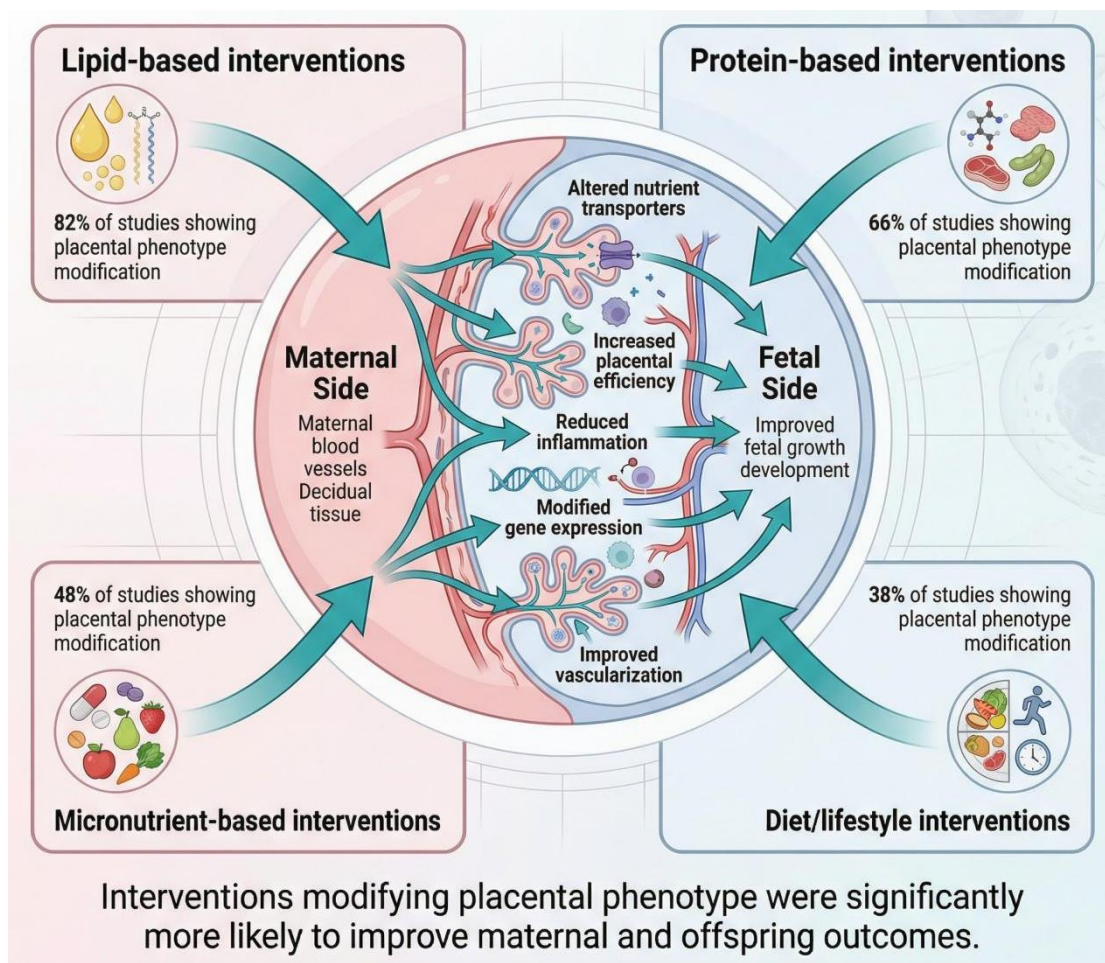 Lipid-based interventions
82% of studies showing
placental phenotype
modification
Protein-based interventions
66% of studies showing
placental phenotype
modification
Maternal
Side
Maternal
blood
vessels
Decidual
tissue
Altered nutrient
transporters
Increased
placental
efficiency
Reduced
inflammation
Modified
gene expression
Improved
vascularization
Fetal
Side
Improved
fetal growth
development
48% of studies showing
placental phenotype
modification
Micronutrient-based interventions
38% of studies showing
placental phenotype
modification
Diet/lifestyle interventions
Interventions modifying placental phenotype were significantly
more likely to improve maternal and offspring outcomes.